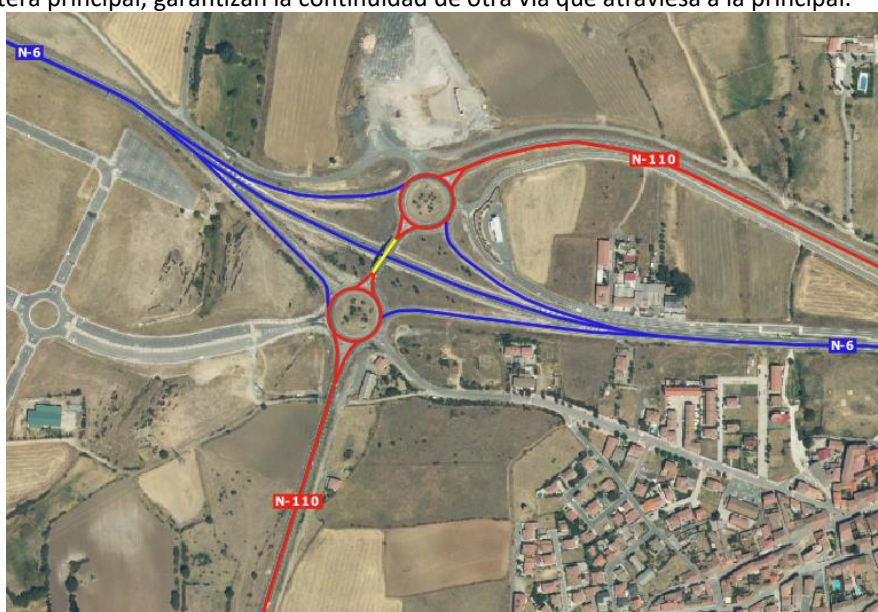 tera principal, garantizan la continuidad de otra vía que atraviesa a la principal.
N-6
N-110
N-6
N-110